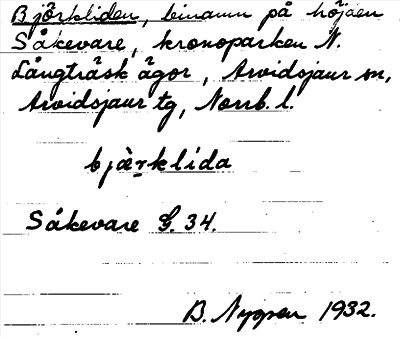 Björkliden, binamn på höjden
Såkevare, kronoparken N.
Långträsk ägor, Arvidsjaur sn,
Arvidsjaur tg, Norrb. l.
bjärklida
Såkevare G. 34.
B. Nygren 1932.